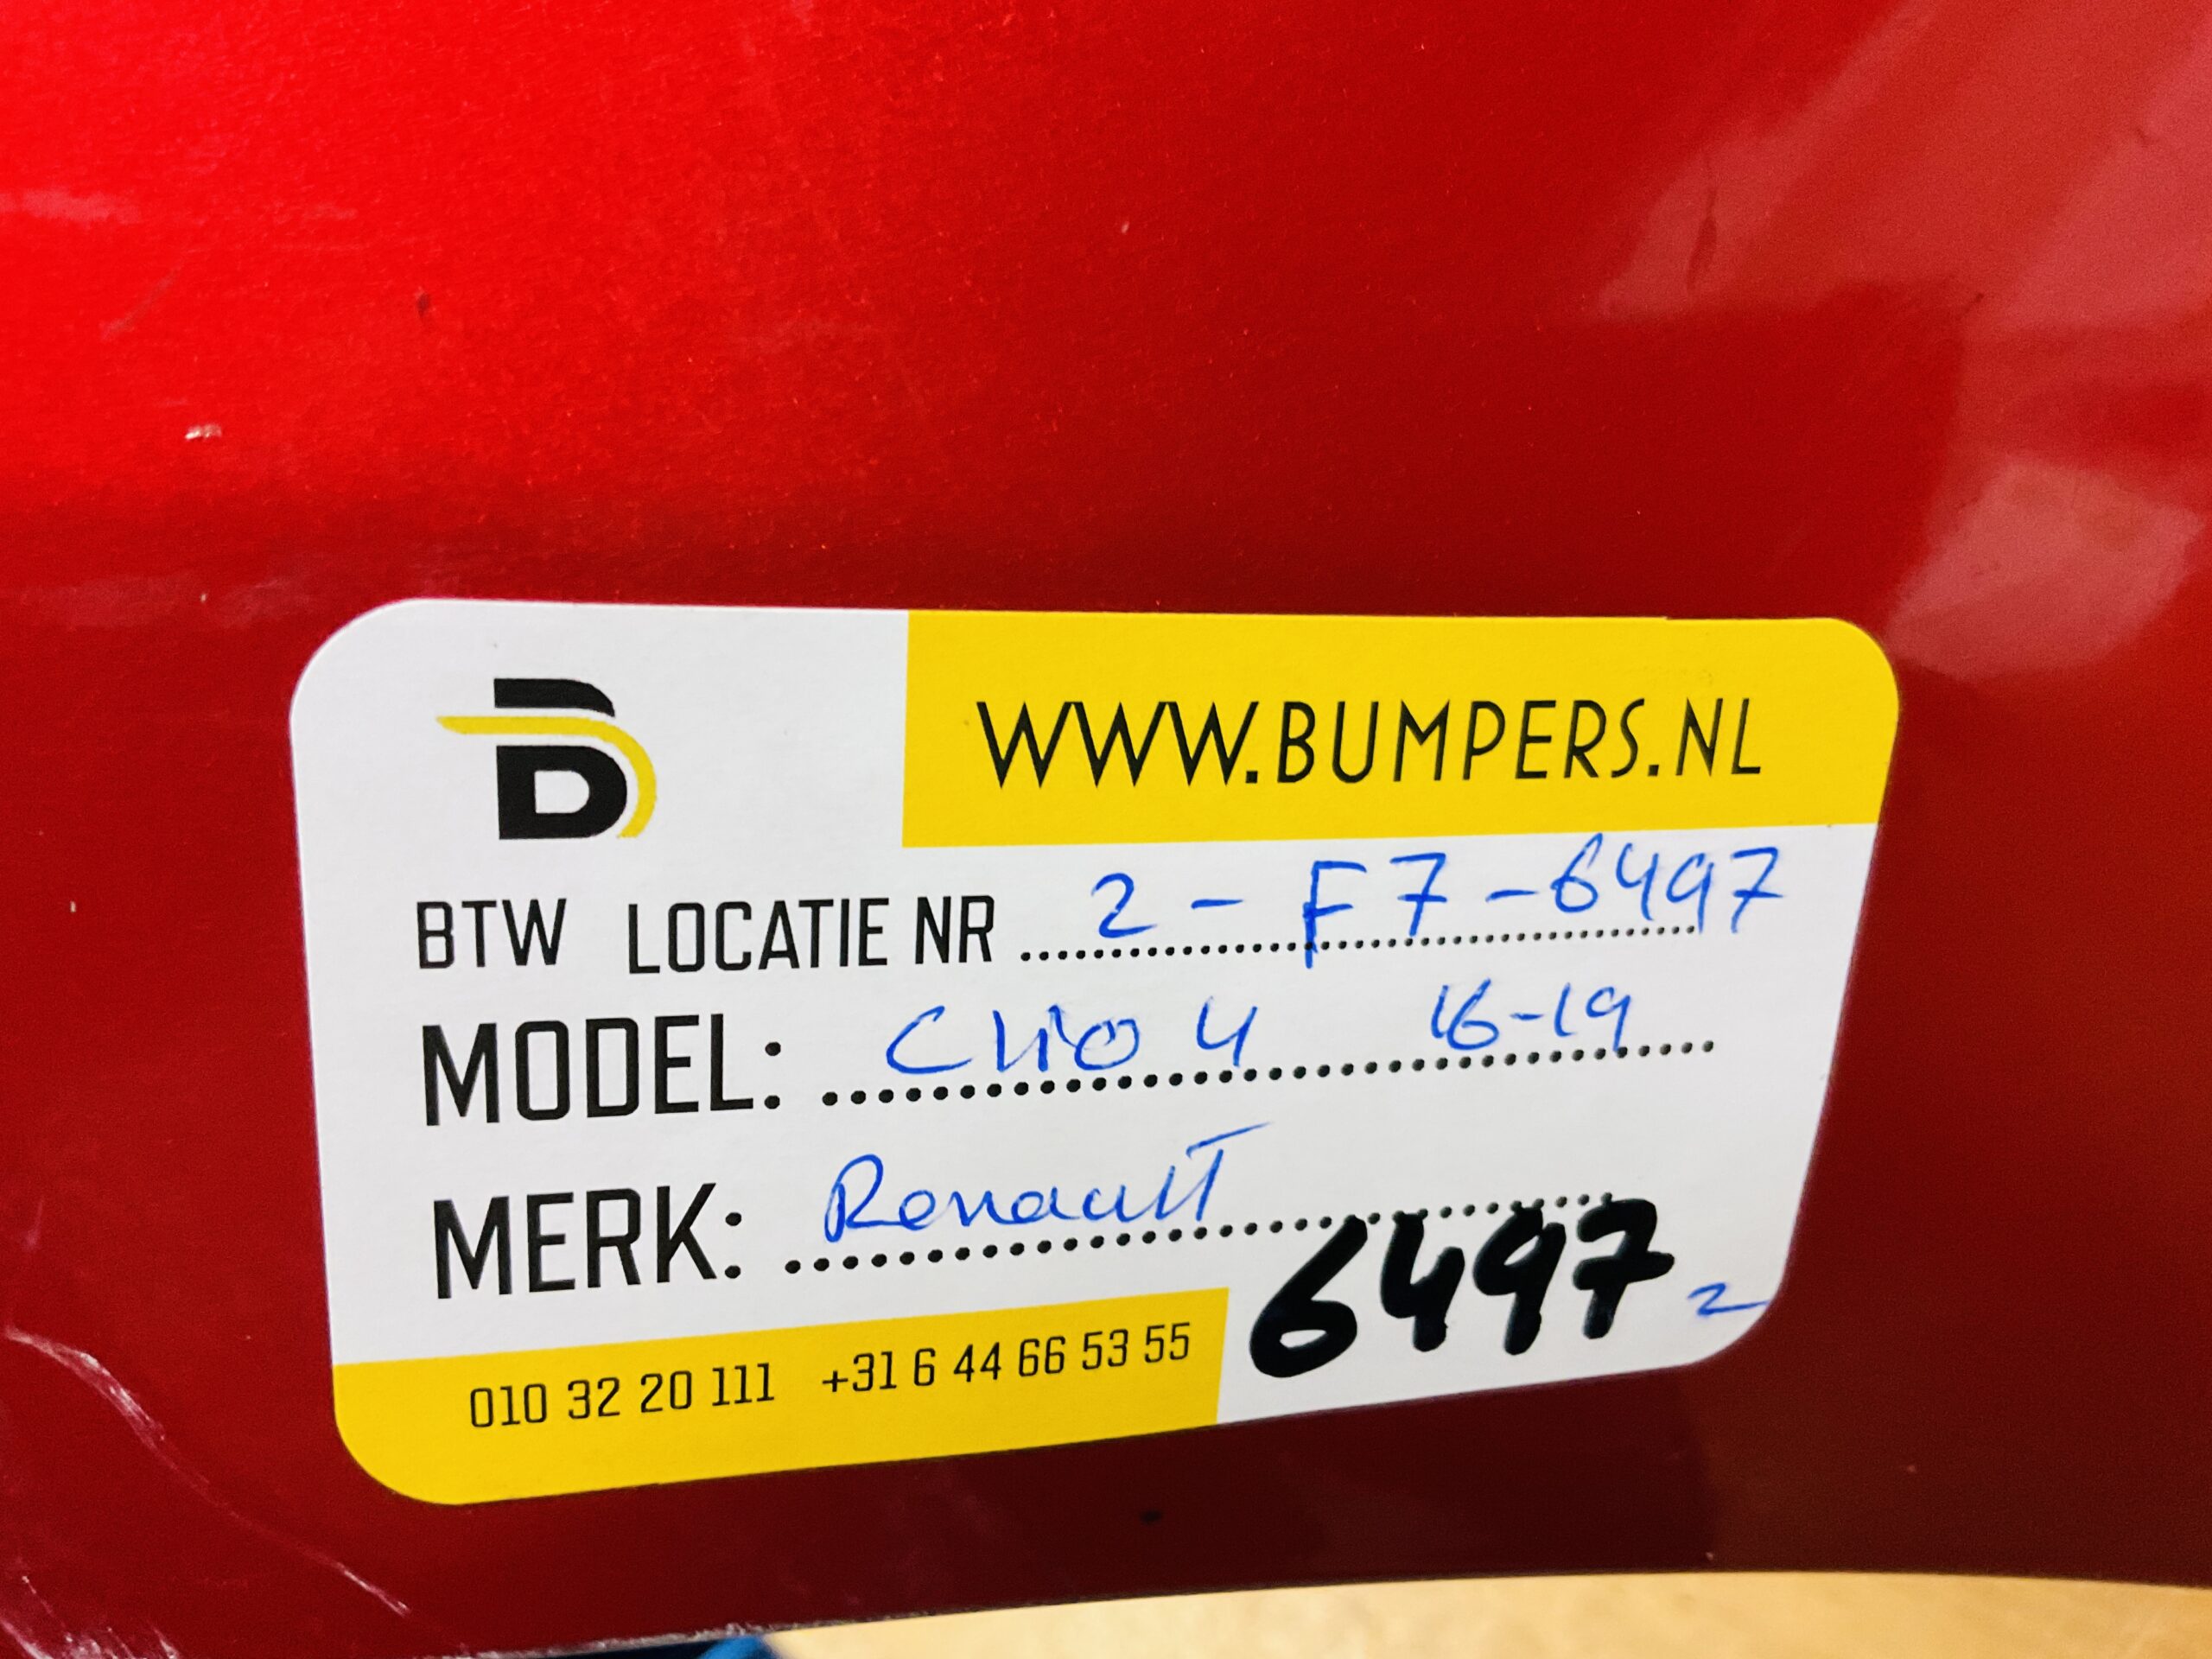 B
WWW.BUMPERS.NL
BTW LOCATIE NR 2 - F7 - 6497
MODEL: Clio 4 16-19
MERK: Renault
6497
2
010 32 20 111 +31 6 44 66 53 55